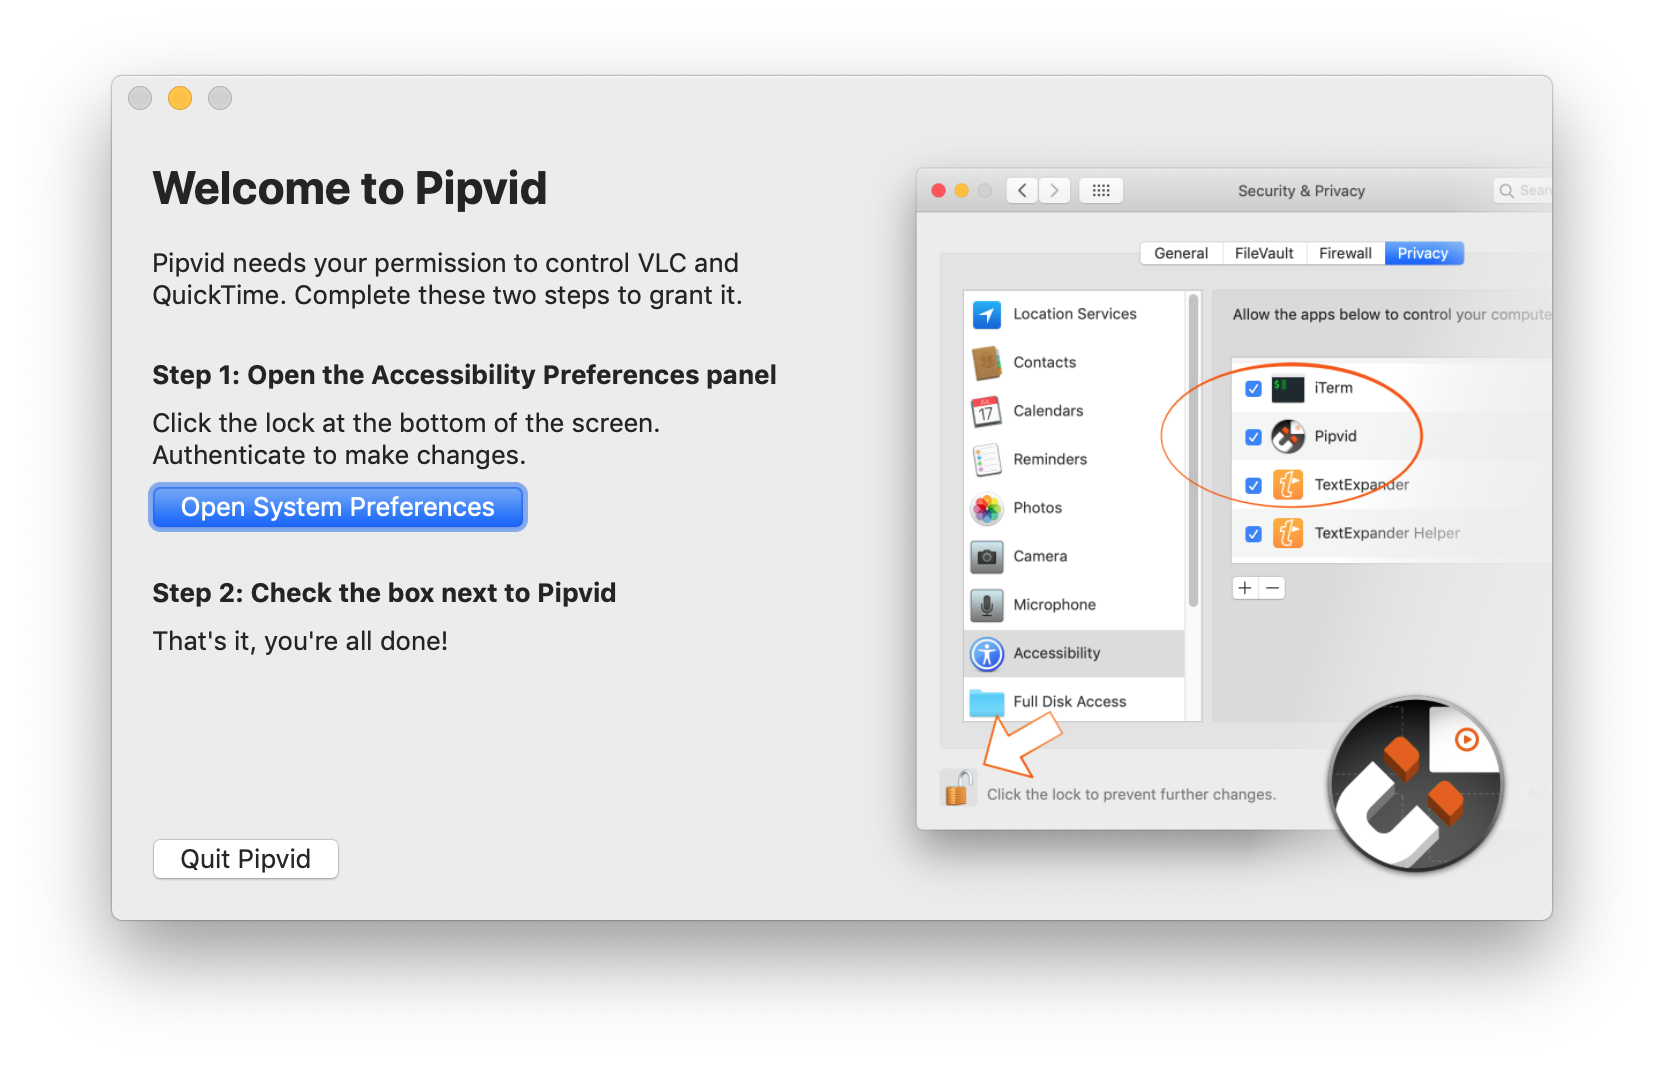 Welcome to Pipvid
Pipvid needs your permission to control VLC and
QuickTime. Complete these two steps to grant it.
Step 1: Open the Accessibility Preferences panel
Click the lock at the bottom of the screen.
Authenticate to make changes.
Open System Preferences
Step 2: Check the box next to Pipvid
That's it, you're all done!
Quit Pipvid
Security & Privacy
General
FileVault
Firewall
Privacy
Location Services
Contacts
Calendars
17
Reminders
Photos
Camera
Microphone
Accessibility
Full Disk Access
Allow the apps below to control your
iTerm
Pipvid
TextExpander
TextExpander Helper
Click the lock to prevent further changes.